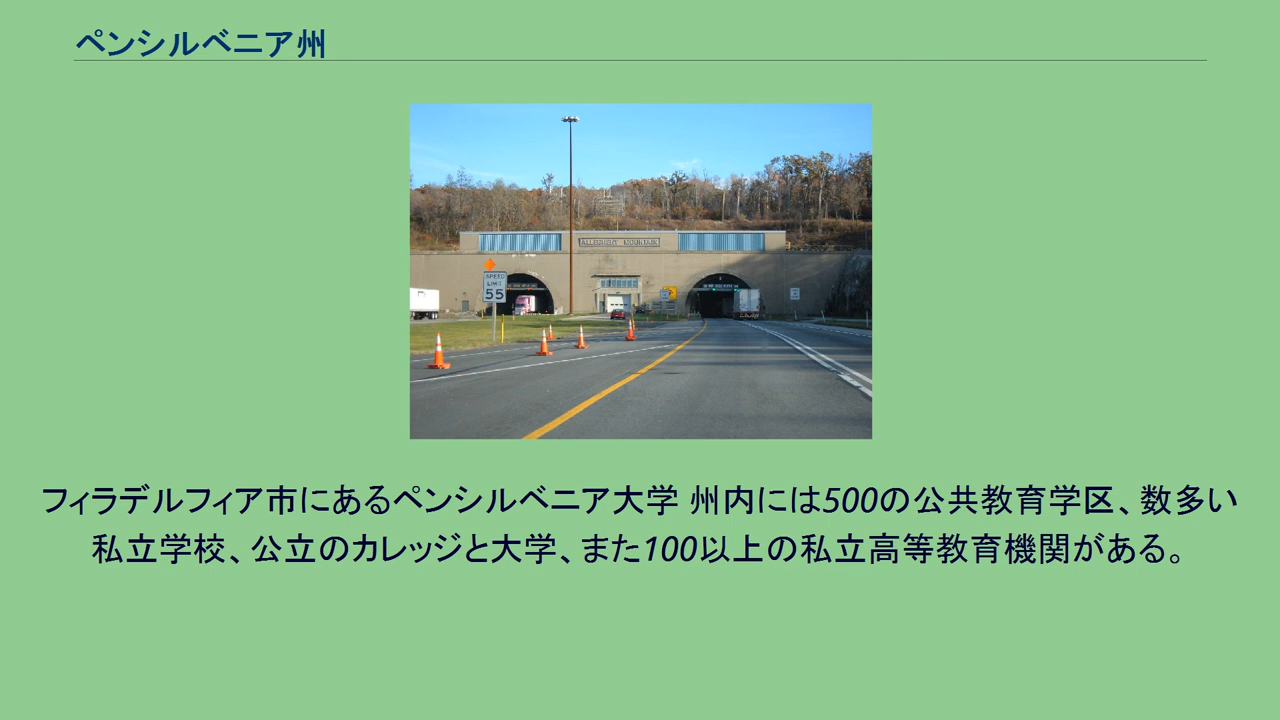 ペンシルベニア州
ALLEGHENY MOUNTAIN
SPEED
LIMIT
55
フィラデルフィア市にあるペンシルベニア大学 州内には500の公共教育学区、数多い
私立学校、公立のカレッジと大学、また100以上の私立高等教育機関がある。